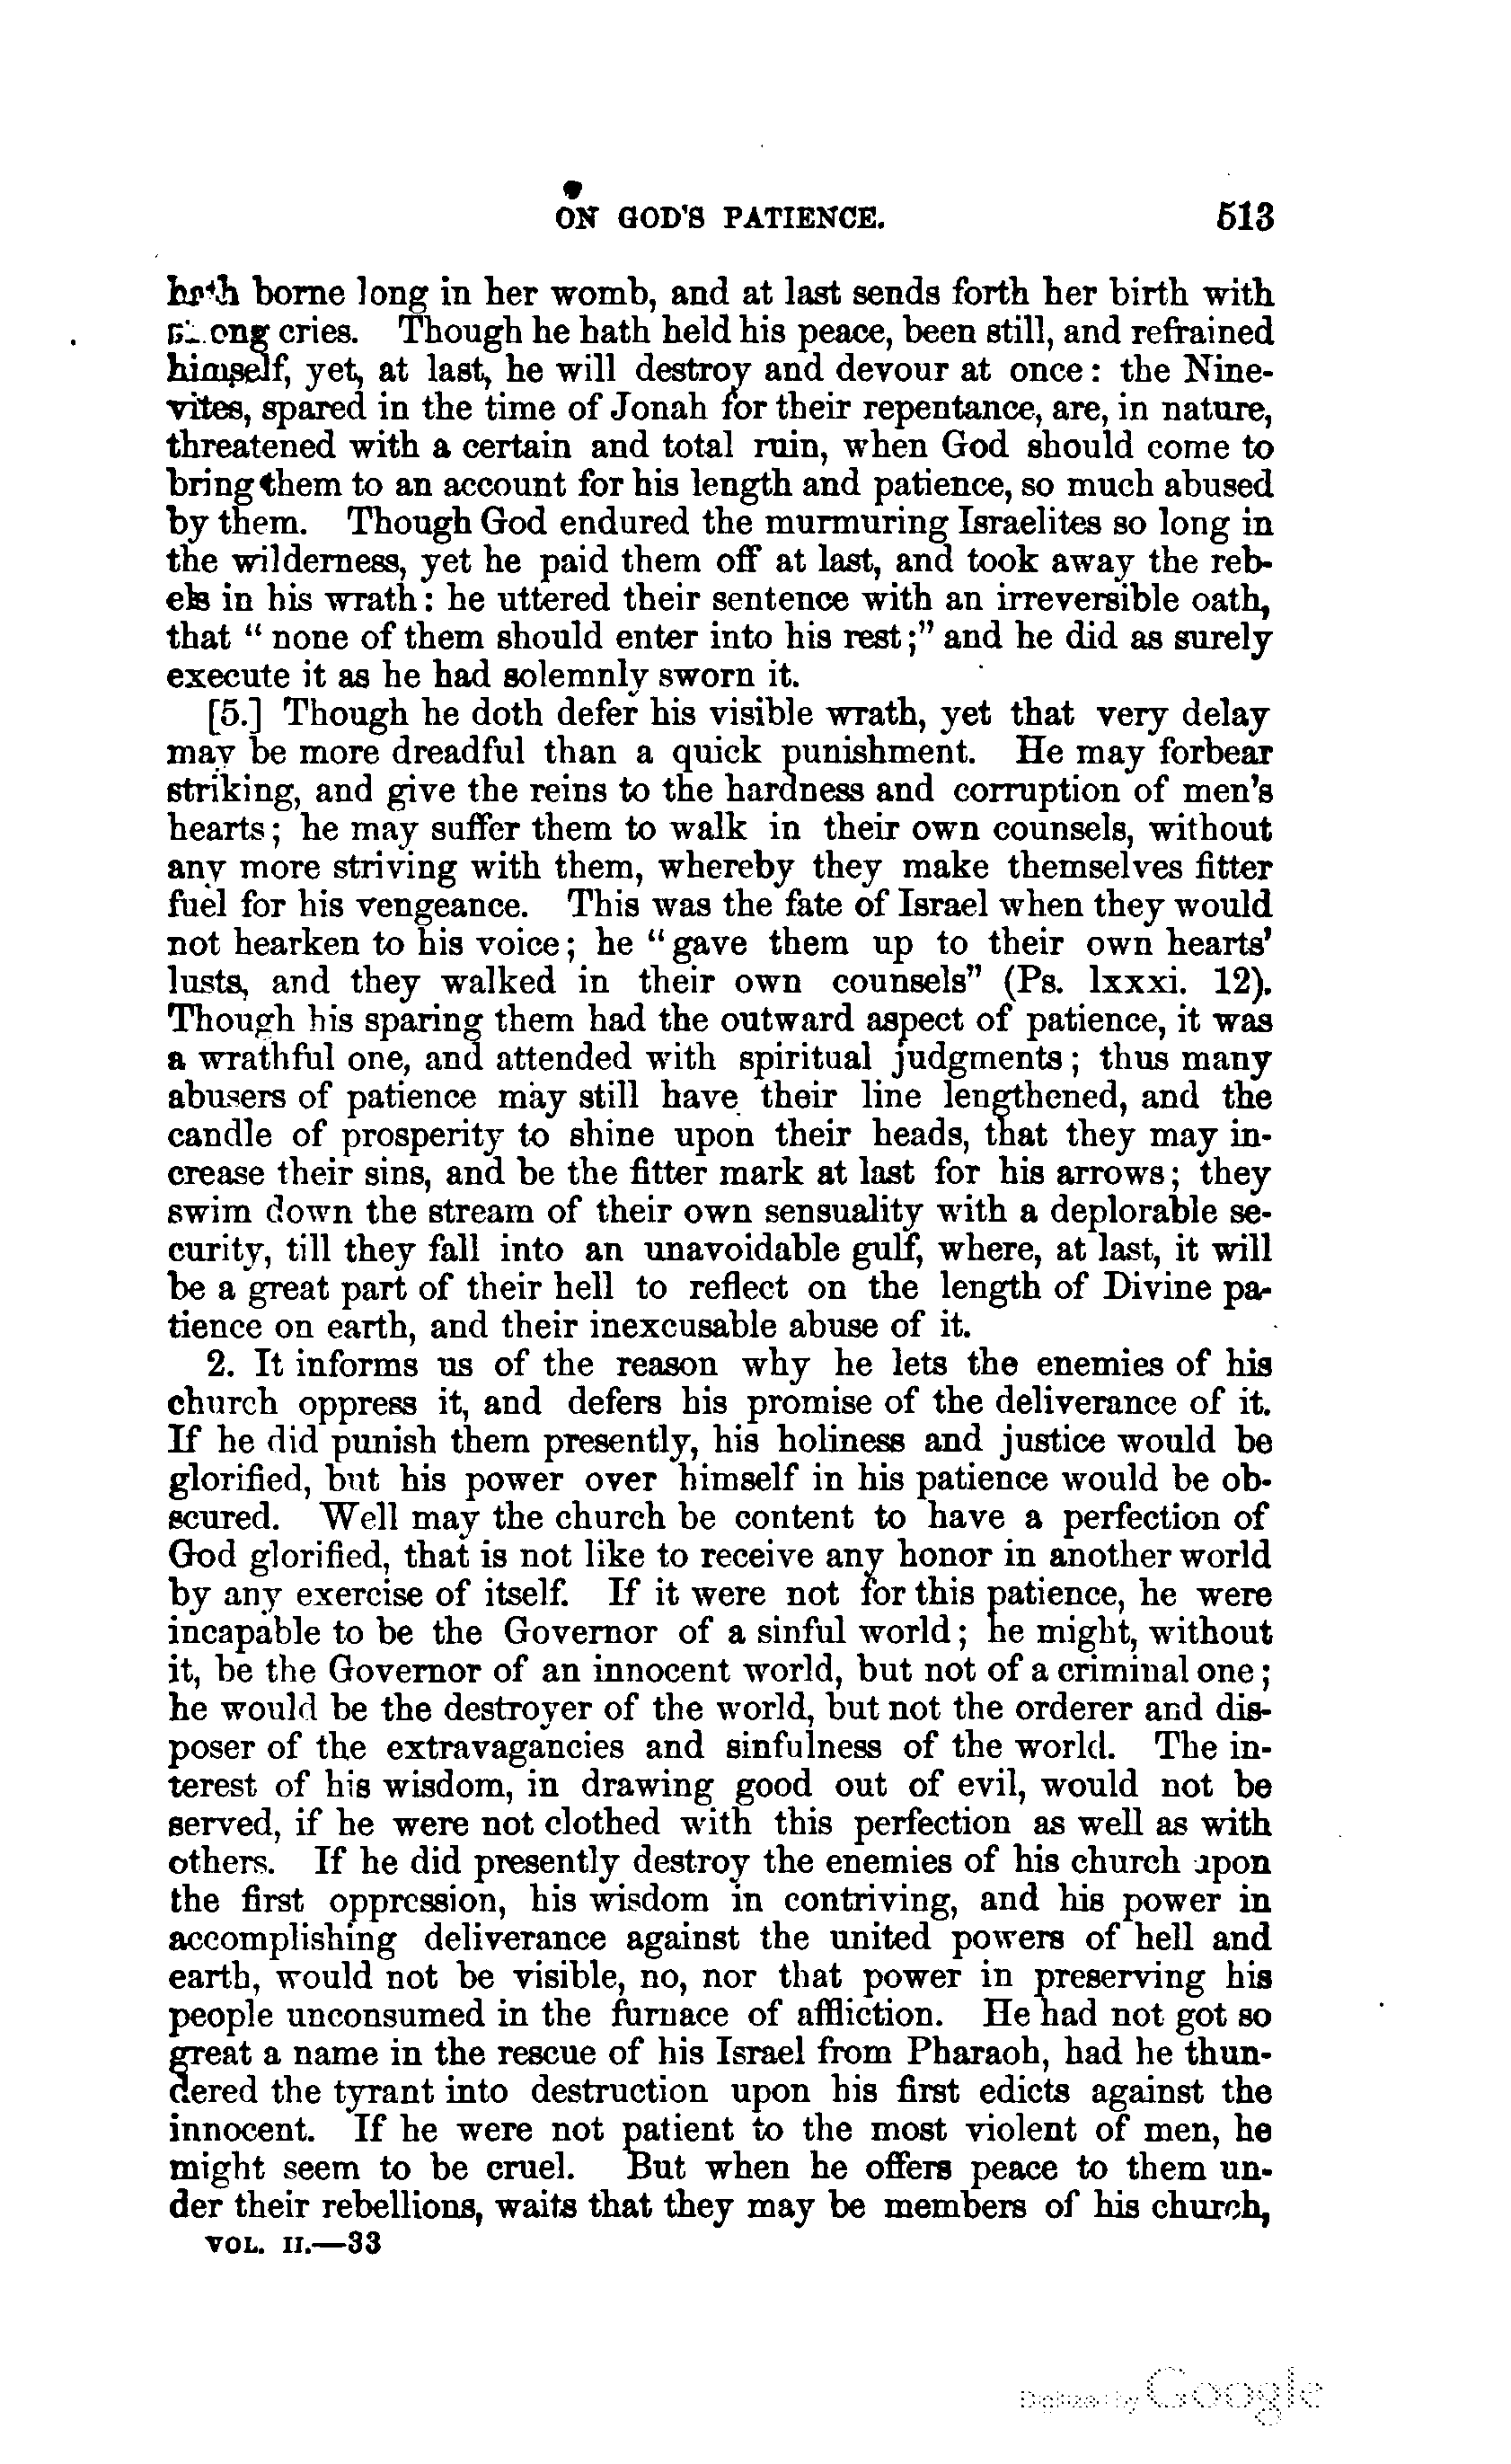 ON GOD'S PATIENCE. 513
hath borne long in her womb, and at last sends forth her birth with
strong cries. Though he hath held his peace, been still, and refrained
himself, yet, at last, he will destroy and devour at once: the Nine-
vites, spared in the time of Jonah for their repentance, are, in nature,
threatened with a certain and total ruin, when God should come to
bring them to an account for his length and patience, so much abused
by them. Though God endured the murmuring Israelites so long in
the wilderness, yet he paid them off at last, and took away the reb-
els in his wrath: he uttered their sentence with an irreversible oath,
that " none of them should enter into his rest;" and he did as surely
execute it as he had solemnly sworn it.
[5.] Though he doth defer his visible wrath, yet that very delay
may be more dreadful than a quick punishment. He may forbear
striking, and give the reins to the hardness and corruption of men's
hearts; he may suffer them to walk in their own counsels, without
any more striving with them, whereby they make themselves fitter
fuel for his vengeance. This was the fate of Israel when they would
not hearken to his voice; he "gave them up to their own hearts'
lusts, and they walked in their own counsels" (Ps. lxxxi. 12).
Though his sparing them had the outward aspect of patience, it was
a wrathful one, and attended with spiritual judgments; thus many
abusers of patience may still have their line lengthened, and the
candle of prosperity to shine upon their heads, that they may in-
crease their sins, and be the fitter mark at last for his arrows; they
swim down the stream of their own sensuality with a deplorable se-
curity, till they fall into an unavoidable gulf, where, at last, it will
be a great part of their hell to reflect on the length of Divine pa-
tience on earth, and their inexcusable abuse of it.
2. It informs us of the reason why he lets the enemies of his
church oppress it, and defers his promise of the deliverance of it.
If he did punish them presently, his holiness and justice would be
glorified, but his power over himself in his patience would be ob-
scured. Well may the church be content to have a perfection of
God glorified, that is not like to receive any honor in another world
by any exercise of itself. If it were not for this patience, he were
incapable to be the Governor of a sinful world; he might, without
it, be the Governor of an innocent world, but not of a criminal one;
he would be the destroyer of the world, but not the orderer and dis-
poser of the extravagancies and sinfulness of the world. The in-
terest of his wisdom, in drawing good out of evil, would not be
served, if he were not clothed with this perfection as well as with
others. If he did presently destroy the enemies of his church upon
the first oppression, his wisdom in contriving, and his power in
accomplishing deliverance against the united powers of hell and
earth, would not be visible, no, nor that power in preserving his
people unconsumed in the furnace of affliction. He had not got so
great a name in the rescue of his Israel from Pharaoh, had he thun-
dered the tyrant into destruction upon his first edicts against the
innocent. If he were not patient to the most violent of men, he
might seem to be cruel. But when he offers peace to them un-
der their rebellions, waits that they may be members of his church,
VOL. II.—33
Digitized by Google